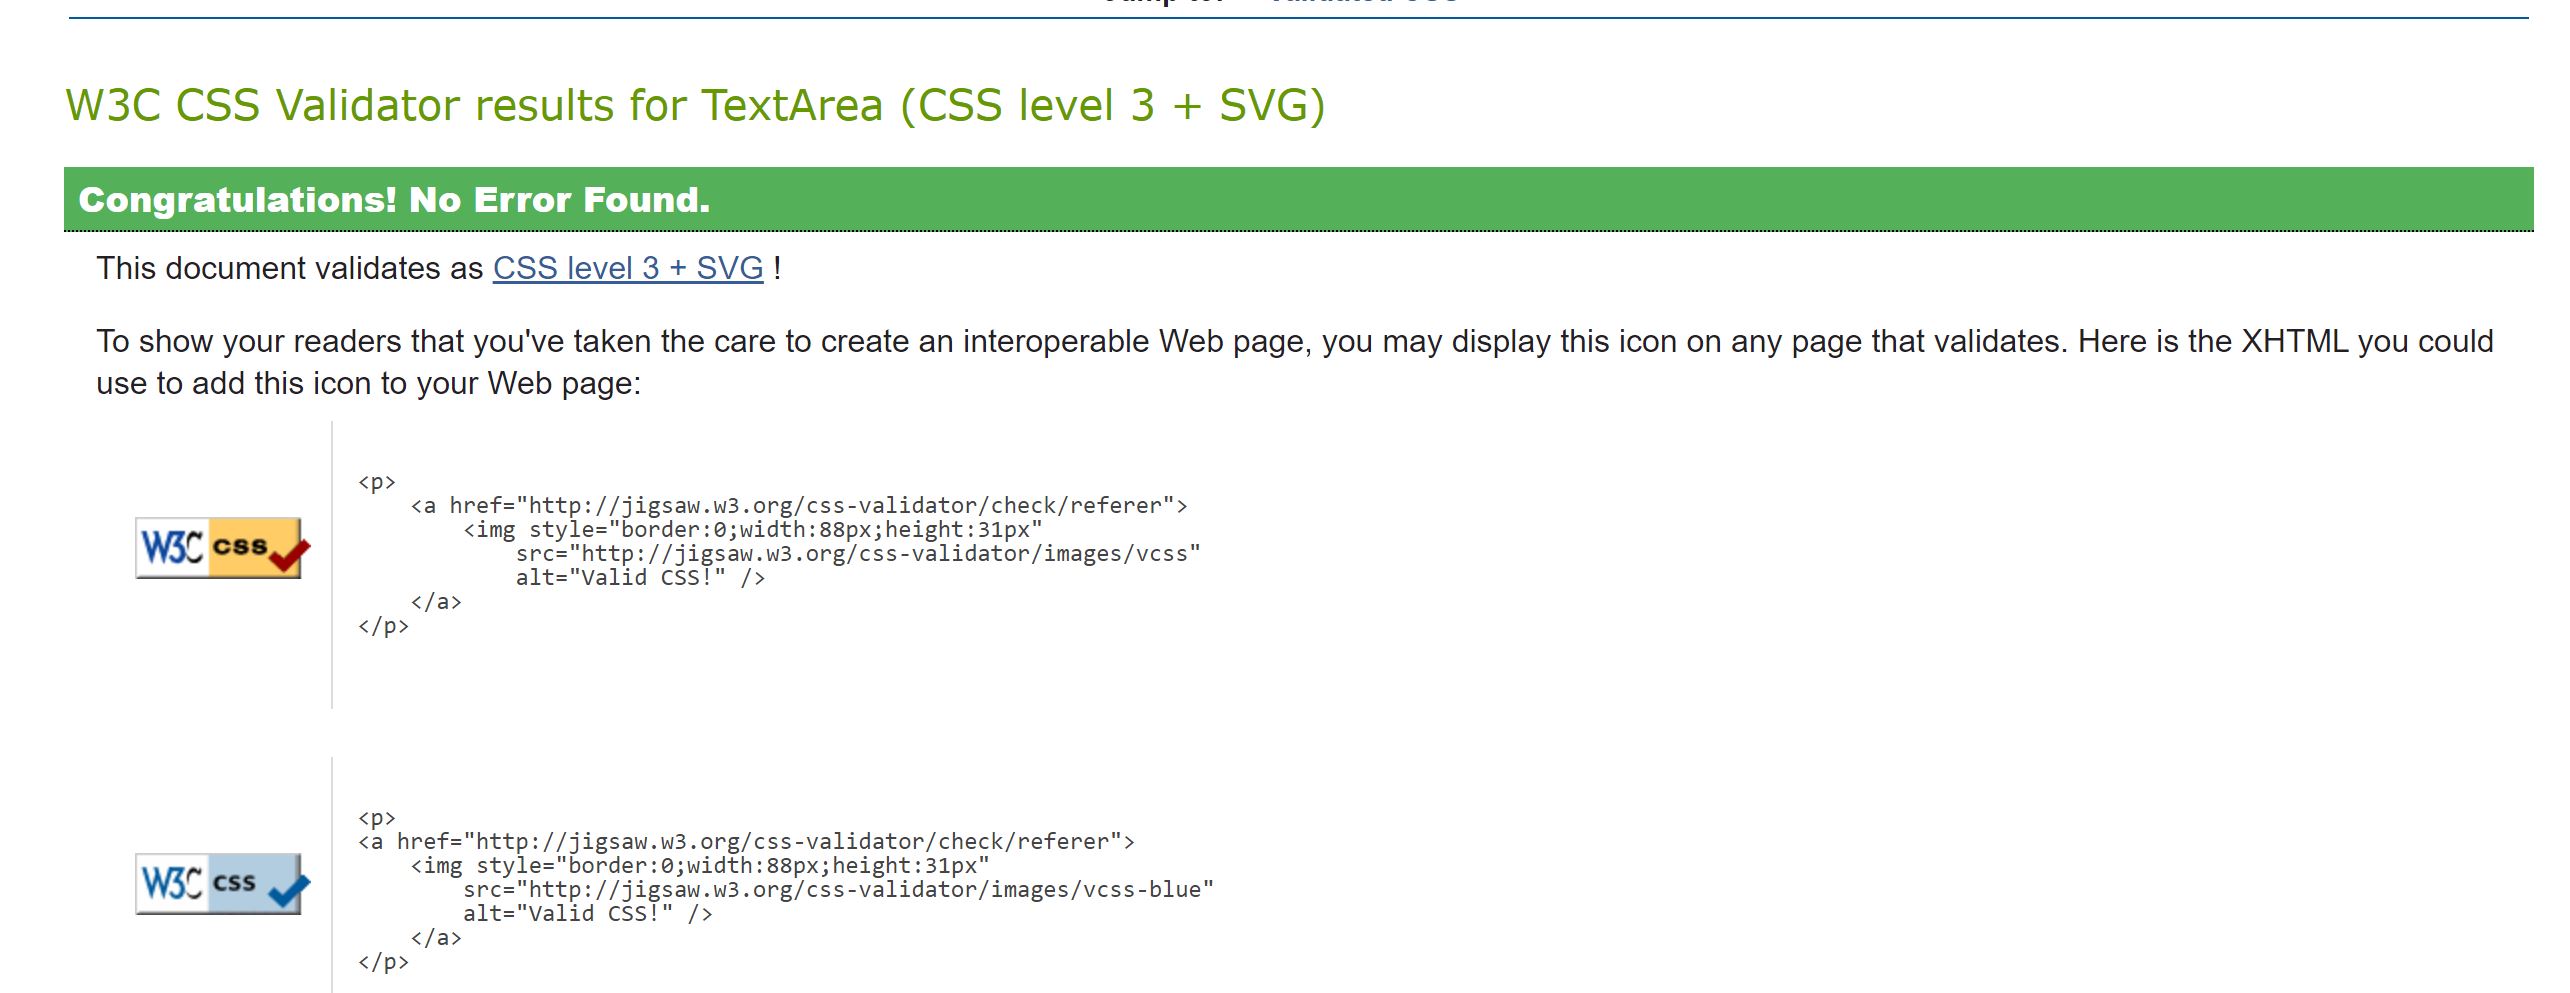 W3C CSS Validator results for TextArea (CSS level 3 + SVG)
Congratulations! No Error Found.
This document validates as CSS level 3 + SVG !
To show your readers that you've taken the care to create an interoperable Web page, you may display this icon on any page that validates. Here is the XHTML you could
use to add this icon to your Web page:
W3C css
<p>
    <a href="http://jigsaw.w3.org/css-validator/check/referer">
        <img style="border:0;width:88px;height:31px"
            src="http://jigsaw.w3.org/css-validator/images/vcss"
            alt="Valid CSS!" />
    </a>
</p>
W3C css
<p>
<a href="http://jigsaw.w3.org/css-validator/check/referer">
    <img style="border:0;width:88px;height:31px"
        src="http://jigsaw.w3.org/css-validator/images/vcss-blue"
        alt="Valid CSS!" />
    </a>
</p>